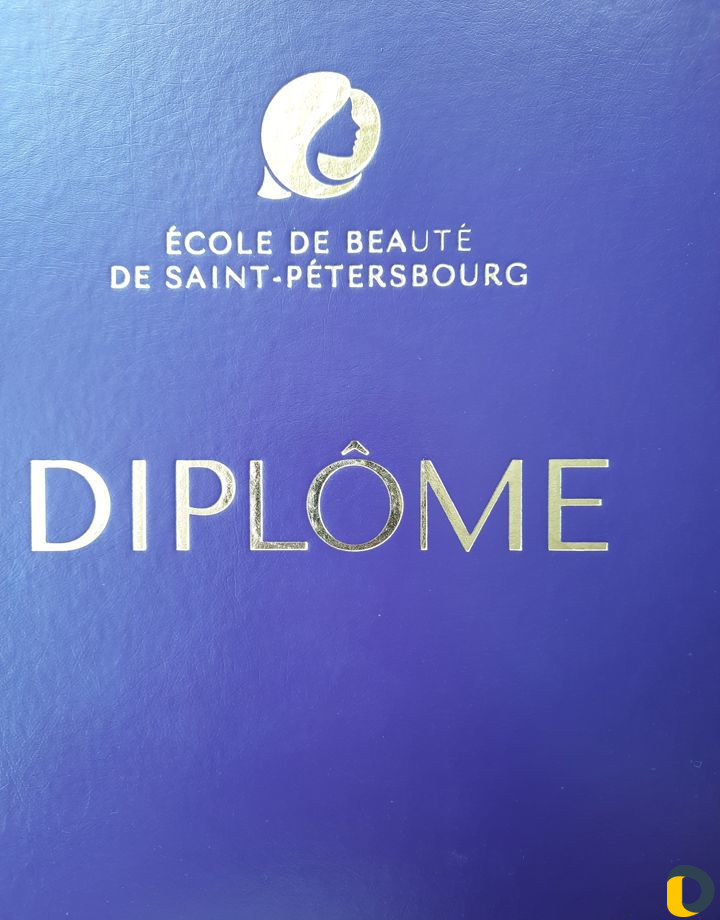 ÉCOLE DE BEAUTÉ
DE SAINT-PÉTERSBOURG
DIPLÔME